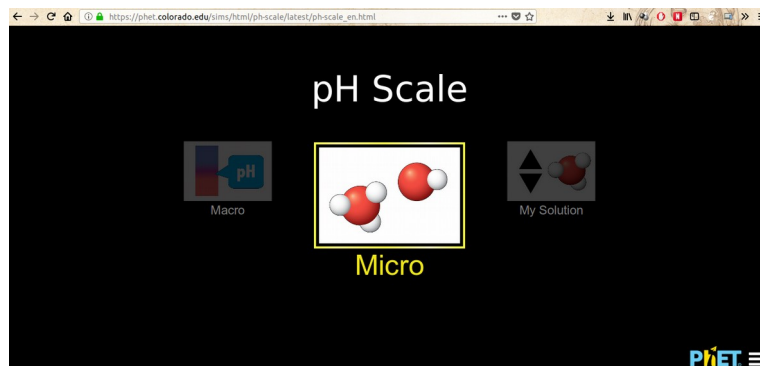 https://phet.colorado.edu/sims/html/ph-scale/latest/ph-scale_en.html
pH Scale
pH
Macro
Micro
My Solution
PhET